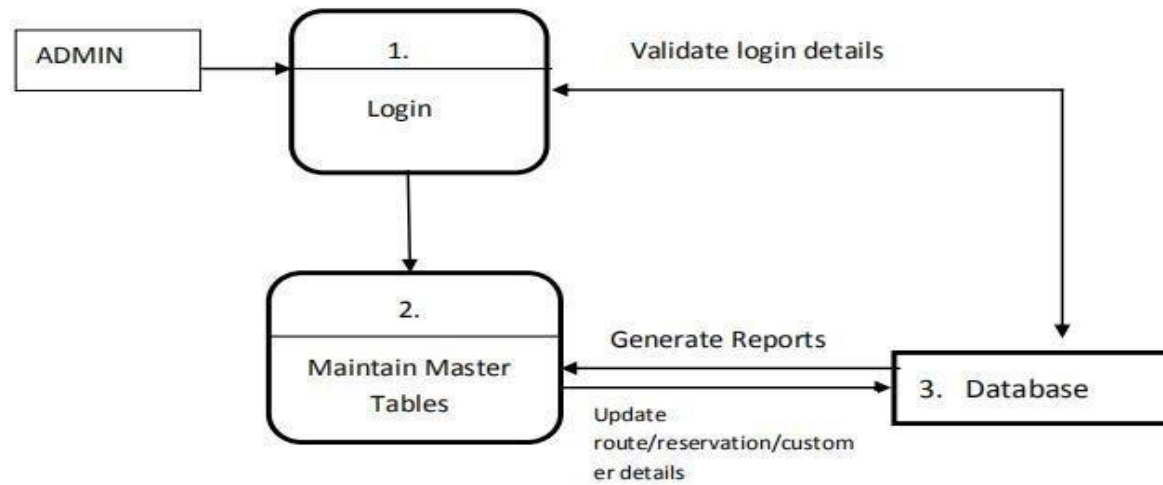 ADMIN
1.
Login
Validate login details
2.
Maintain Master
Tables
Generate Reports
Update
route/reservation/custom
er details
3. Database